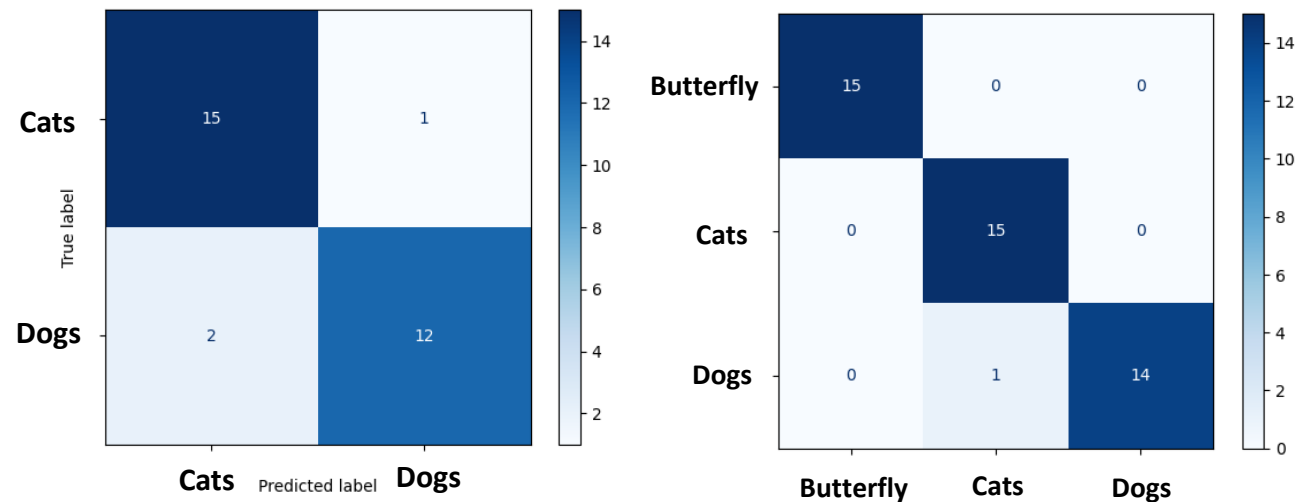 Cats
Dogs
True label
15 1
2 12
Cats Predicted label Dogs
14
12
10
8
6
4
2
Butterfly
Cats
Dogs
15 0 0
0 15 0
0 1 14
Butterfly Cats Dogs
14
12
10
8
6
4
2
0